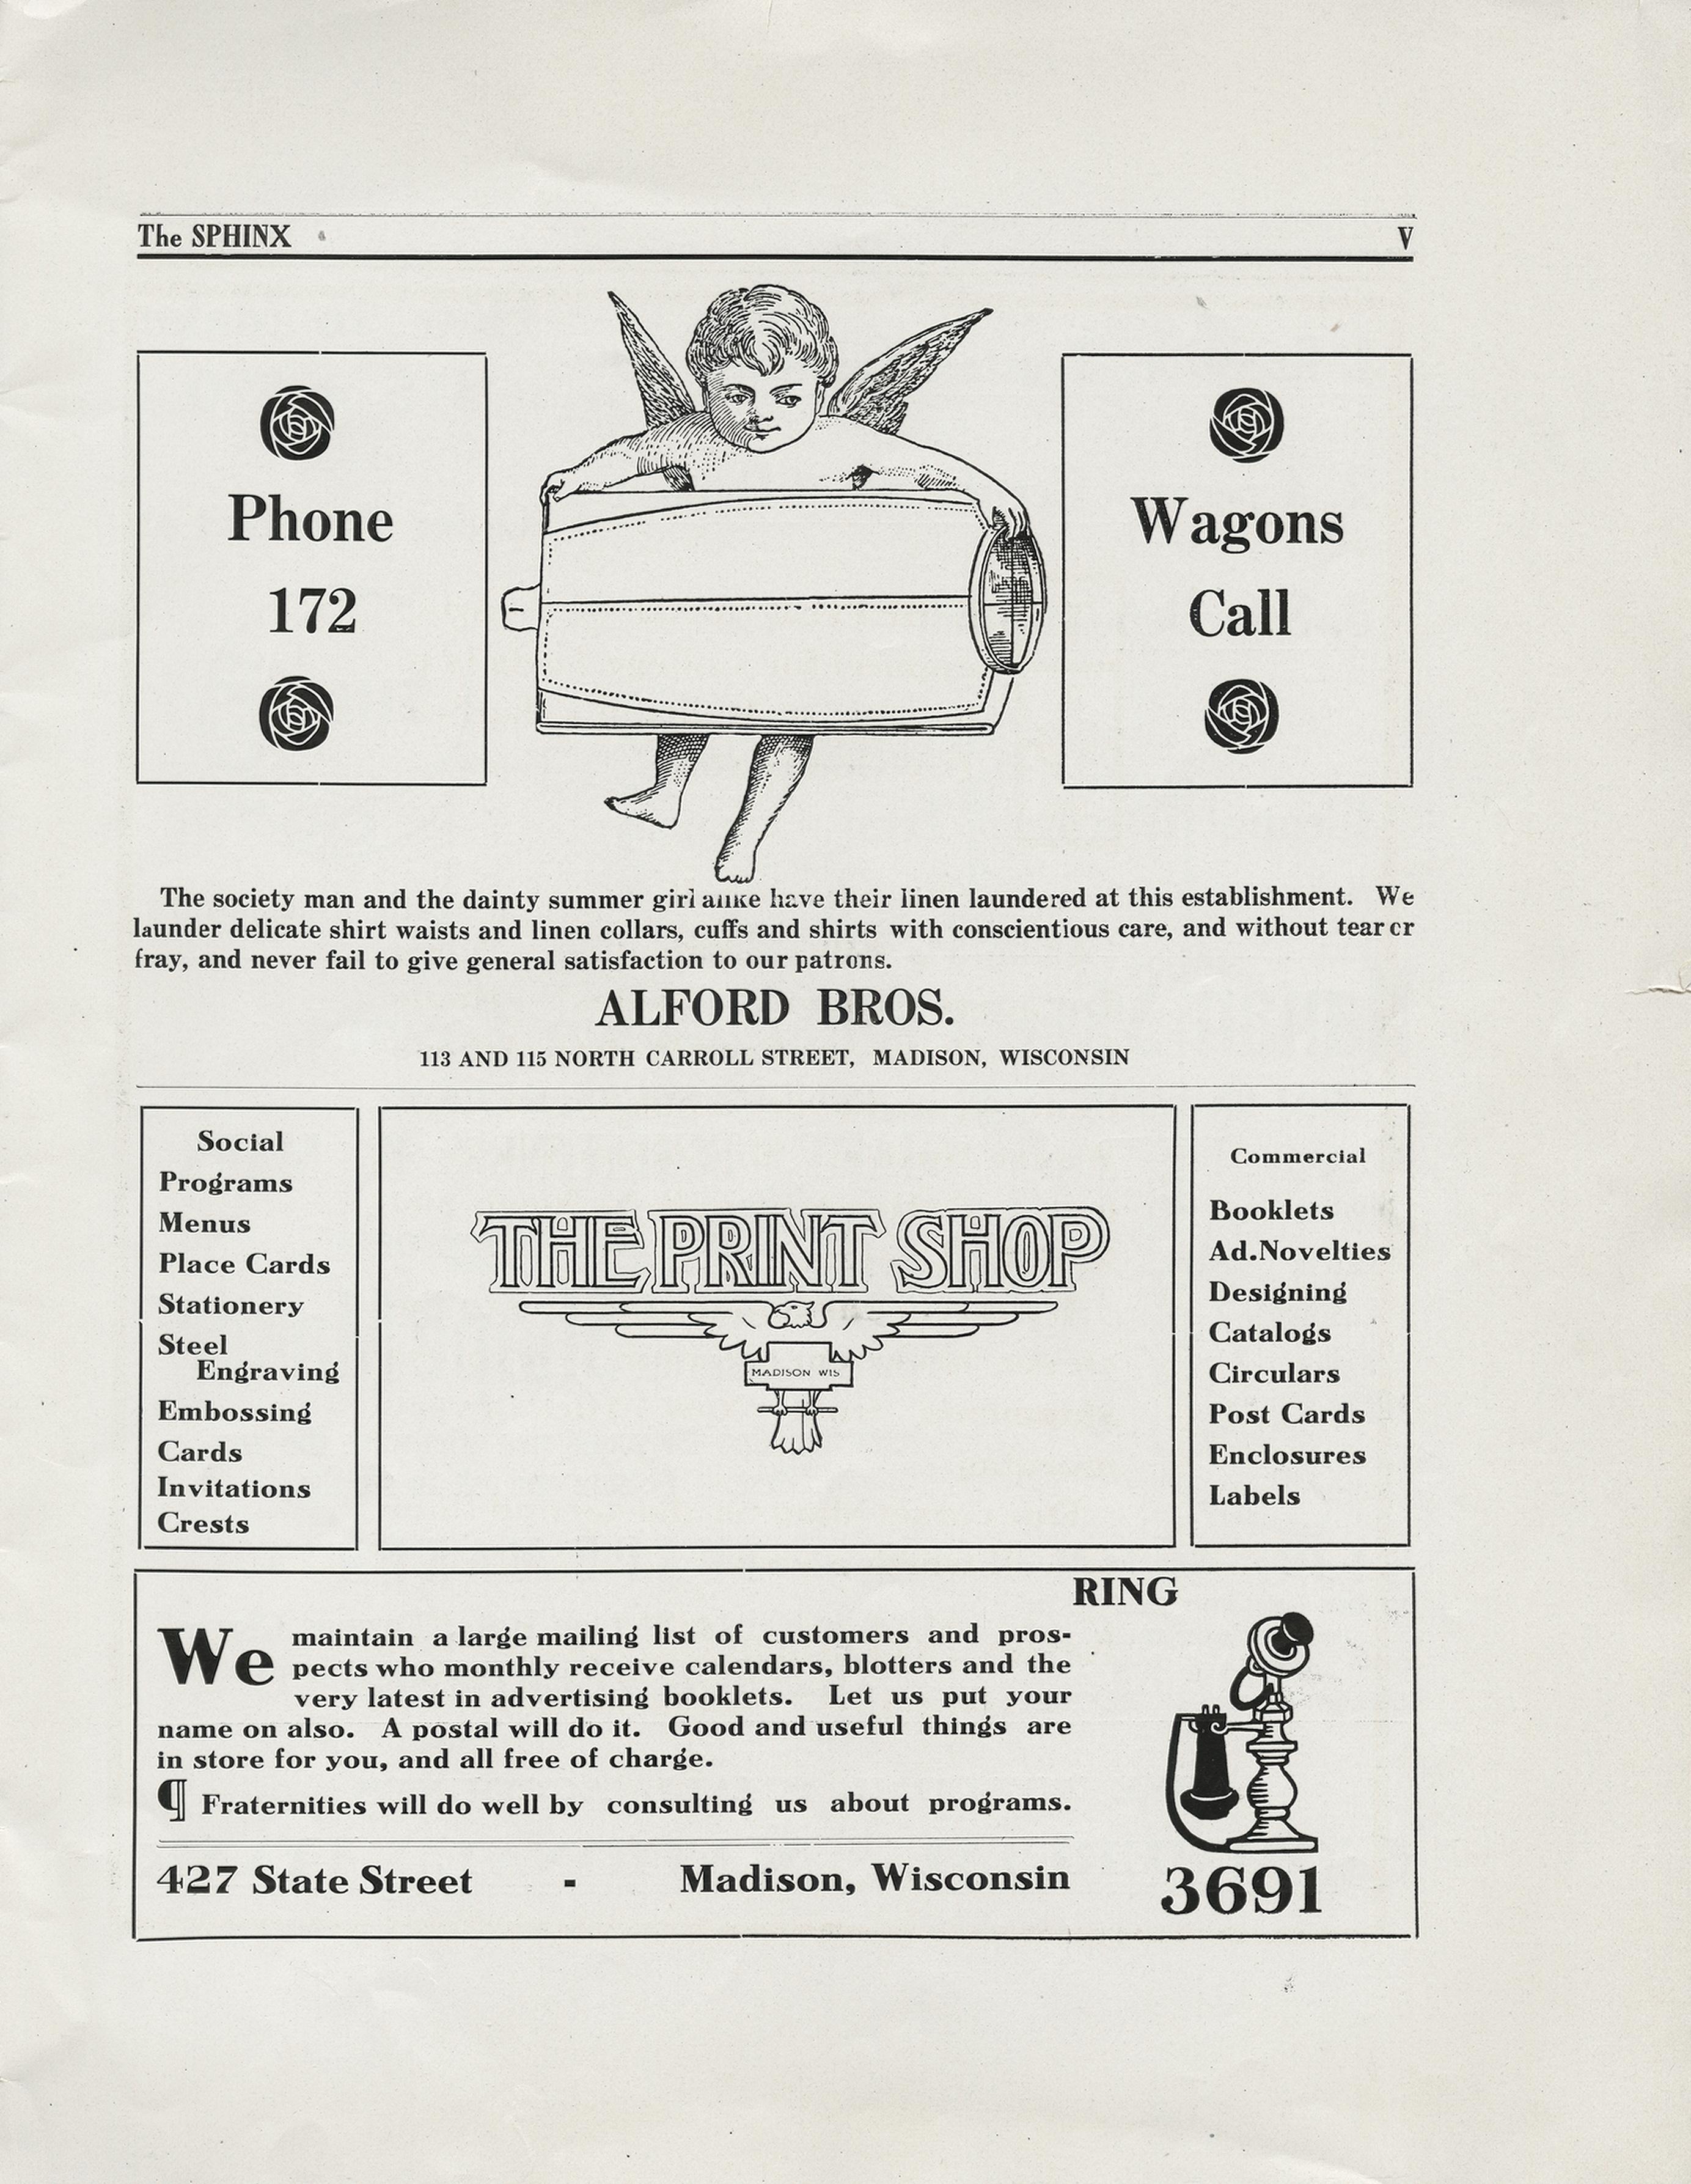 The SPHINX V
Phone
172
Wagons
Call
The society man and the dainty summer girl alike have their linen laundered at this establishment. We
launder delicate shirt waists and linen collars, cuffs and shirts with conscientious care, and without tear or
fray, and never fail to give general satisfaction to our patrons.
ALFORD BROS.
113 AND 115 NORTH CARROLL STREET, MADISON, WISCONSIN
Social
Programs
Menus
Place Cards
Stationery
Steel
Engraving
Embossing
Cards
Invitations
Crests
THE PRINT SHOP
MADISON WIS
Commercial
Booklets
Ad.Novelties
Designing
Catalogs
Circulars
Post Cards
Enclosures
Labels
We maintain a large mailing list of customers and pros-
pects who monthly receive calendars, blotters and the
very latest in advertising booklets. Let us put your
name on also. A postal will do it. Good and useful things are
in store for you, and all free of charge.
¶ Fraternities will do well by consulting us about programs.
427 State Street - Madison, Wisconsin
RING
3691